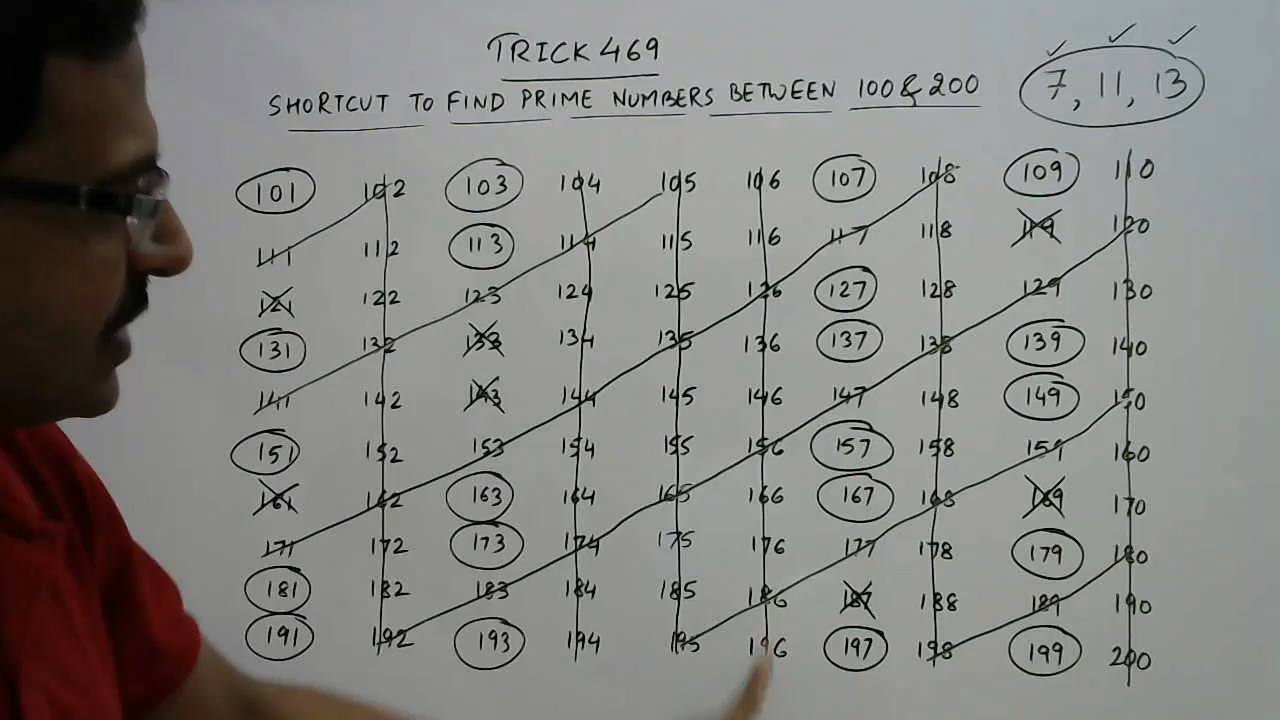 TRICK 469
SHORTCUT TO FIND PRIME NUMBERS BETWEEN 100 & 200 7, 11, 13
101 102 103 104 105 106 107 108 109 110
111 112 113 114 115 116 117 118 119 120
121 122 123 124 125 126 127 128 129 130
131 132 133 134 135 136 137 138 139 140
141 142 143 144 145 146 147 148 149 150
151 152 153 154 155 156 157 158 159 160
161 162 163 164 165 166 167 168 169 170
171 172 173 174 175 176 177 178 179 180
181 182 183 184 185 186 187 188 189 190
191 192 193 194 195 196 197 198 199 200